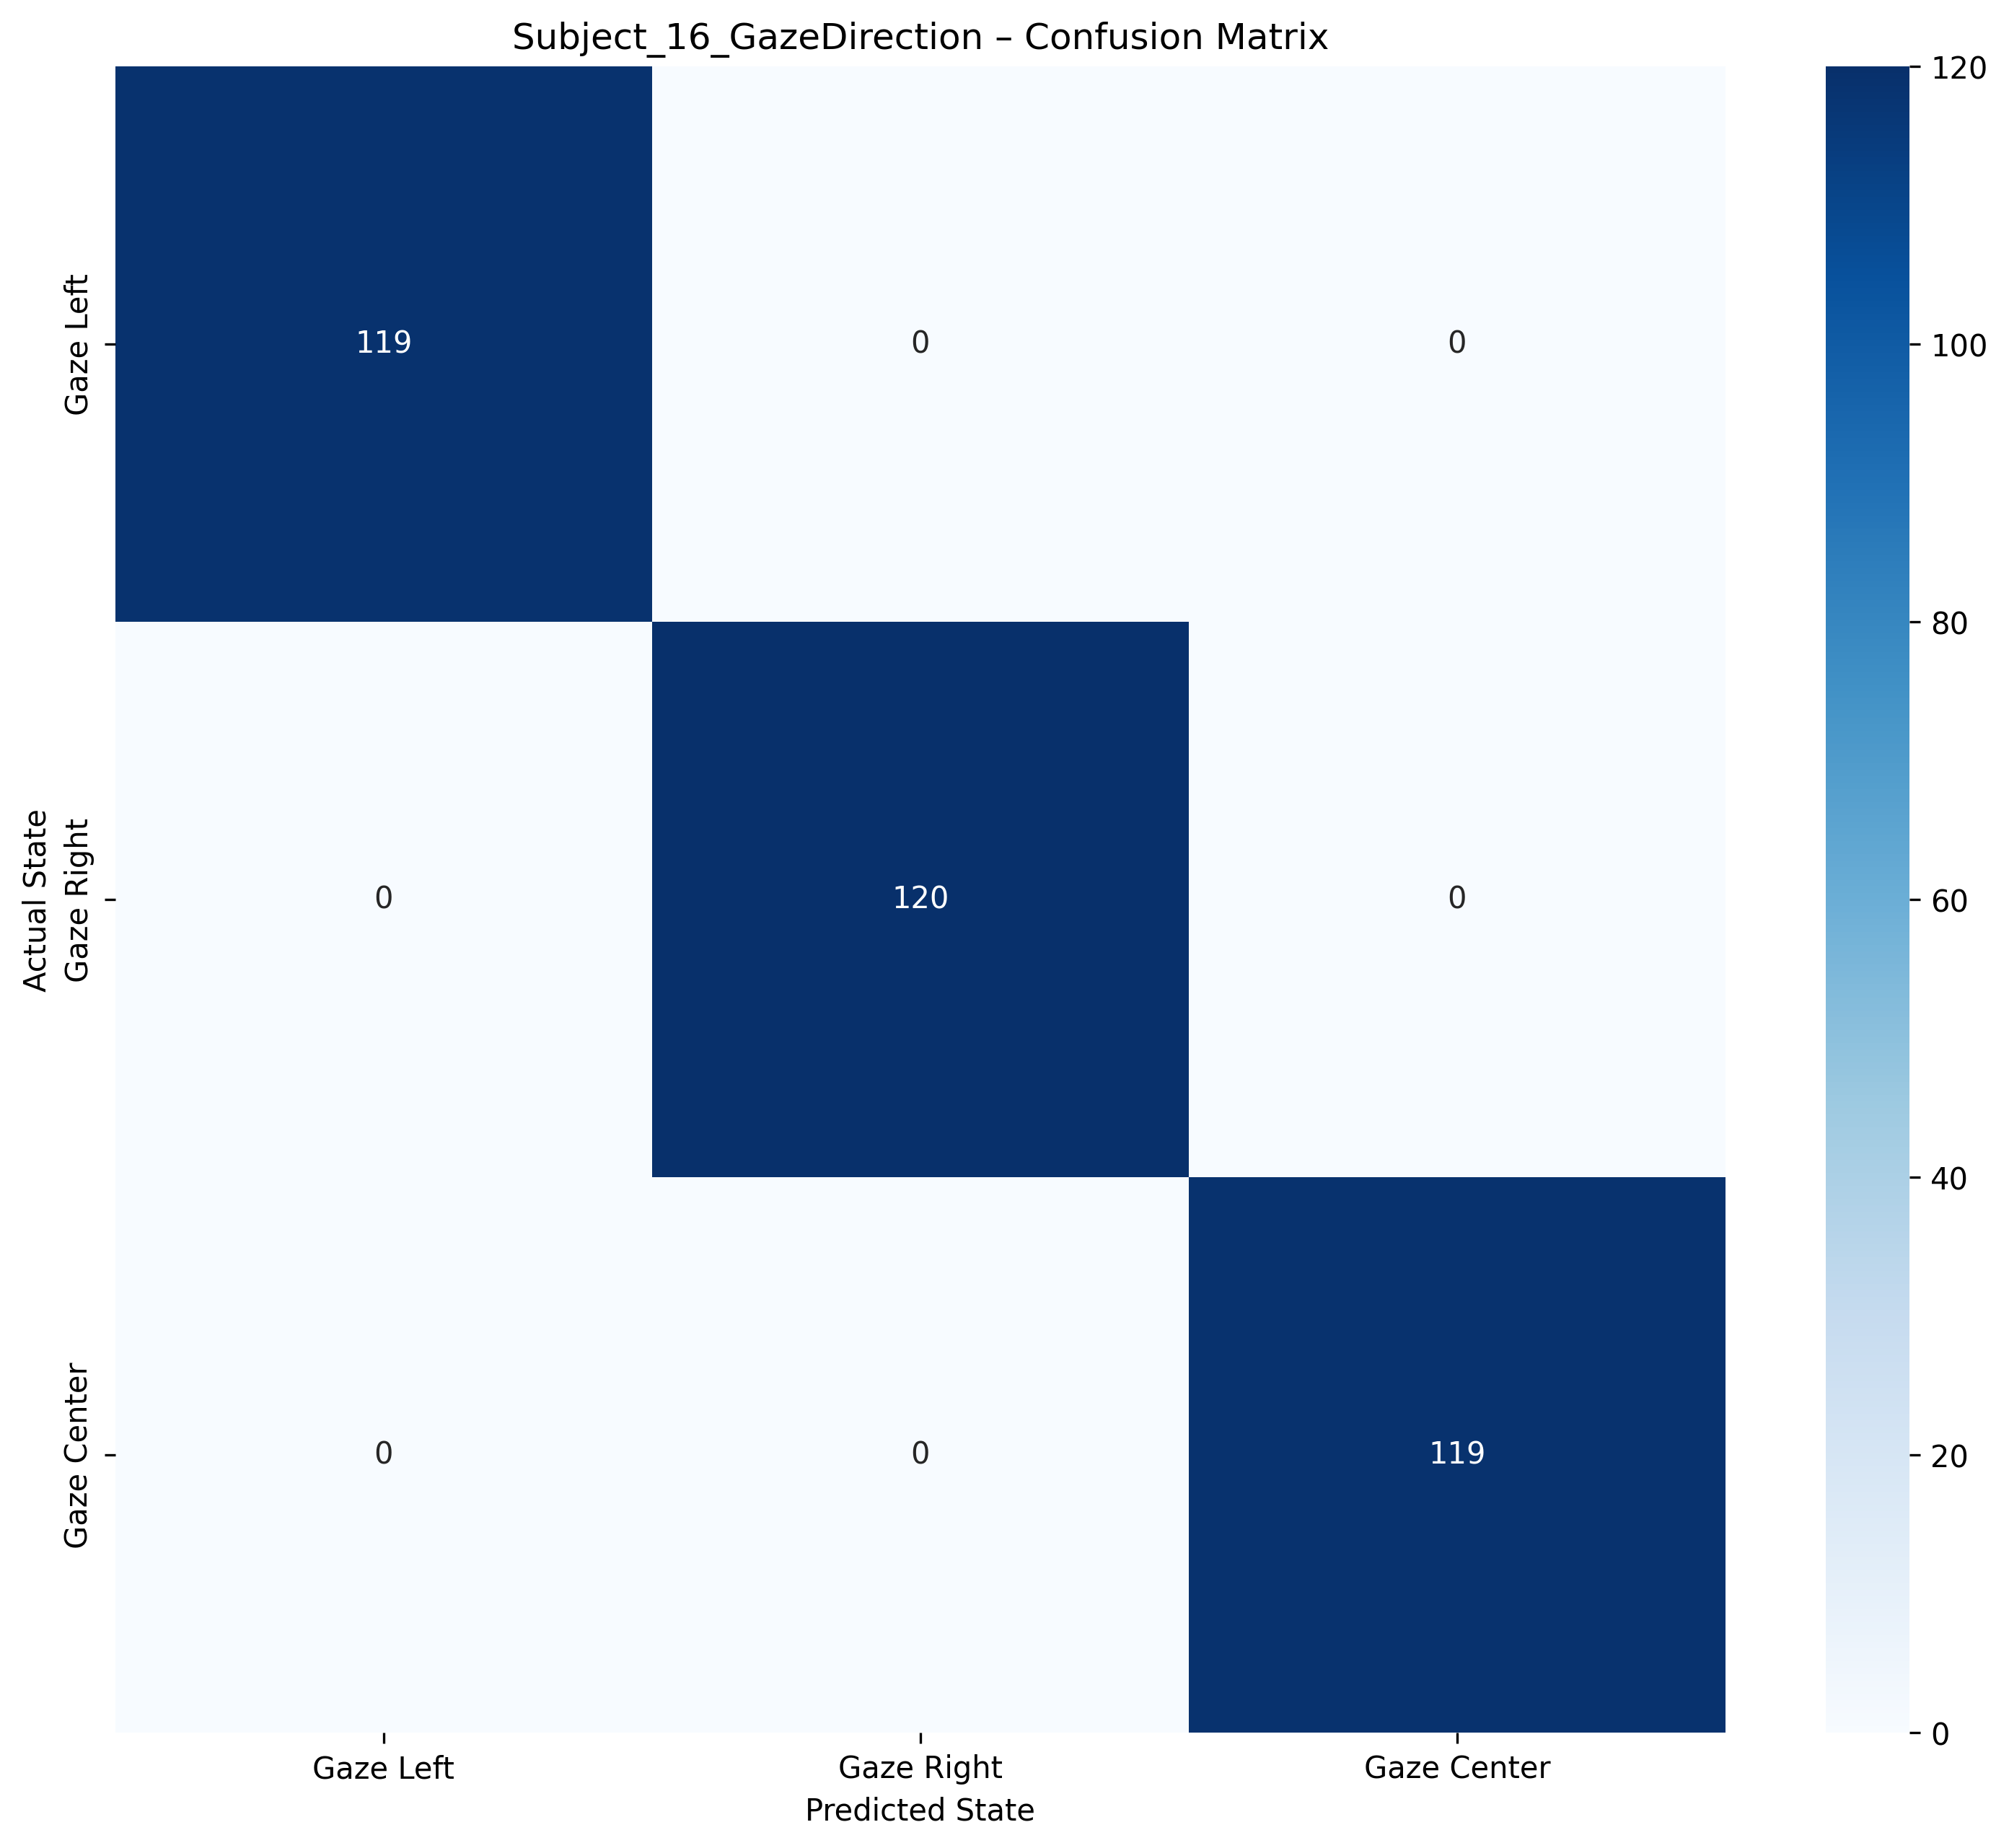 Subject_16_GazeDirection – Confusion Matrix
Actual State
Gaze Left
Gaze Right
Gaze Center
119 0 0
0 120 0
0 0 119
Gaze Left Gaze Right Gaze Center
Predicted State
120
100
80
60
40
20
0